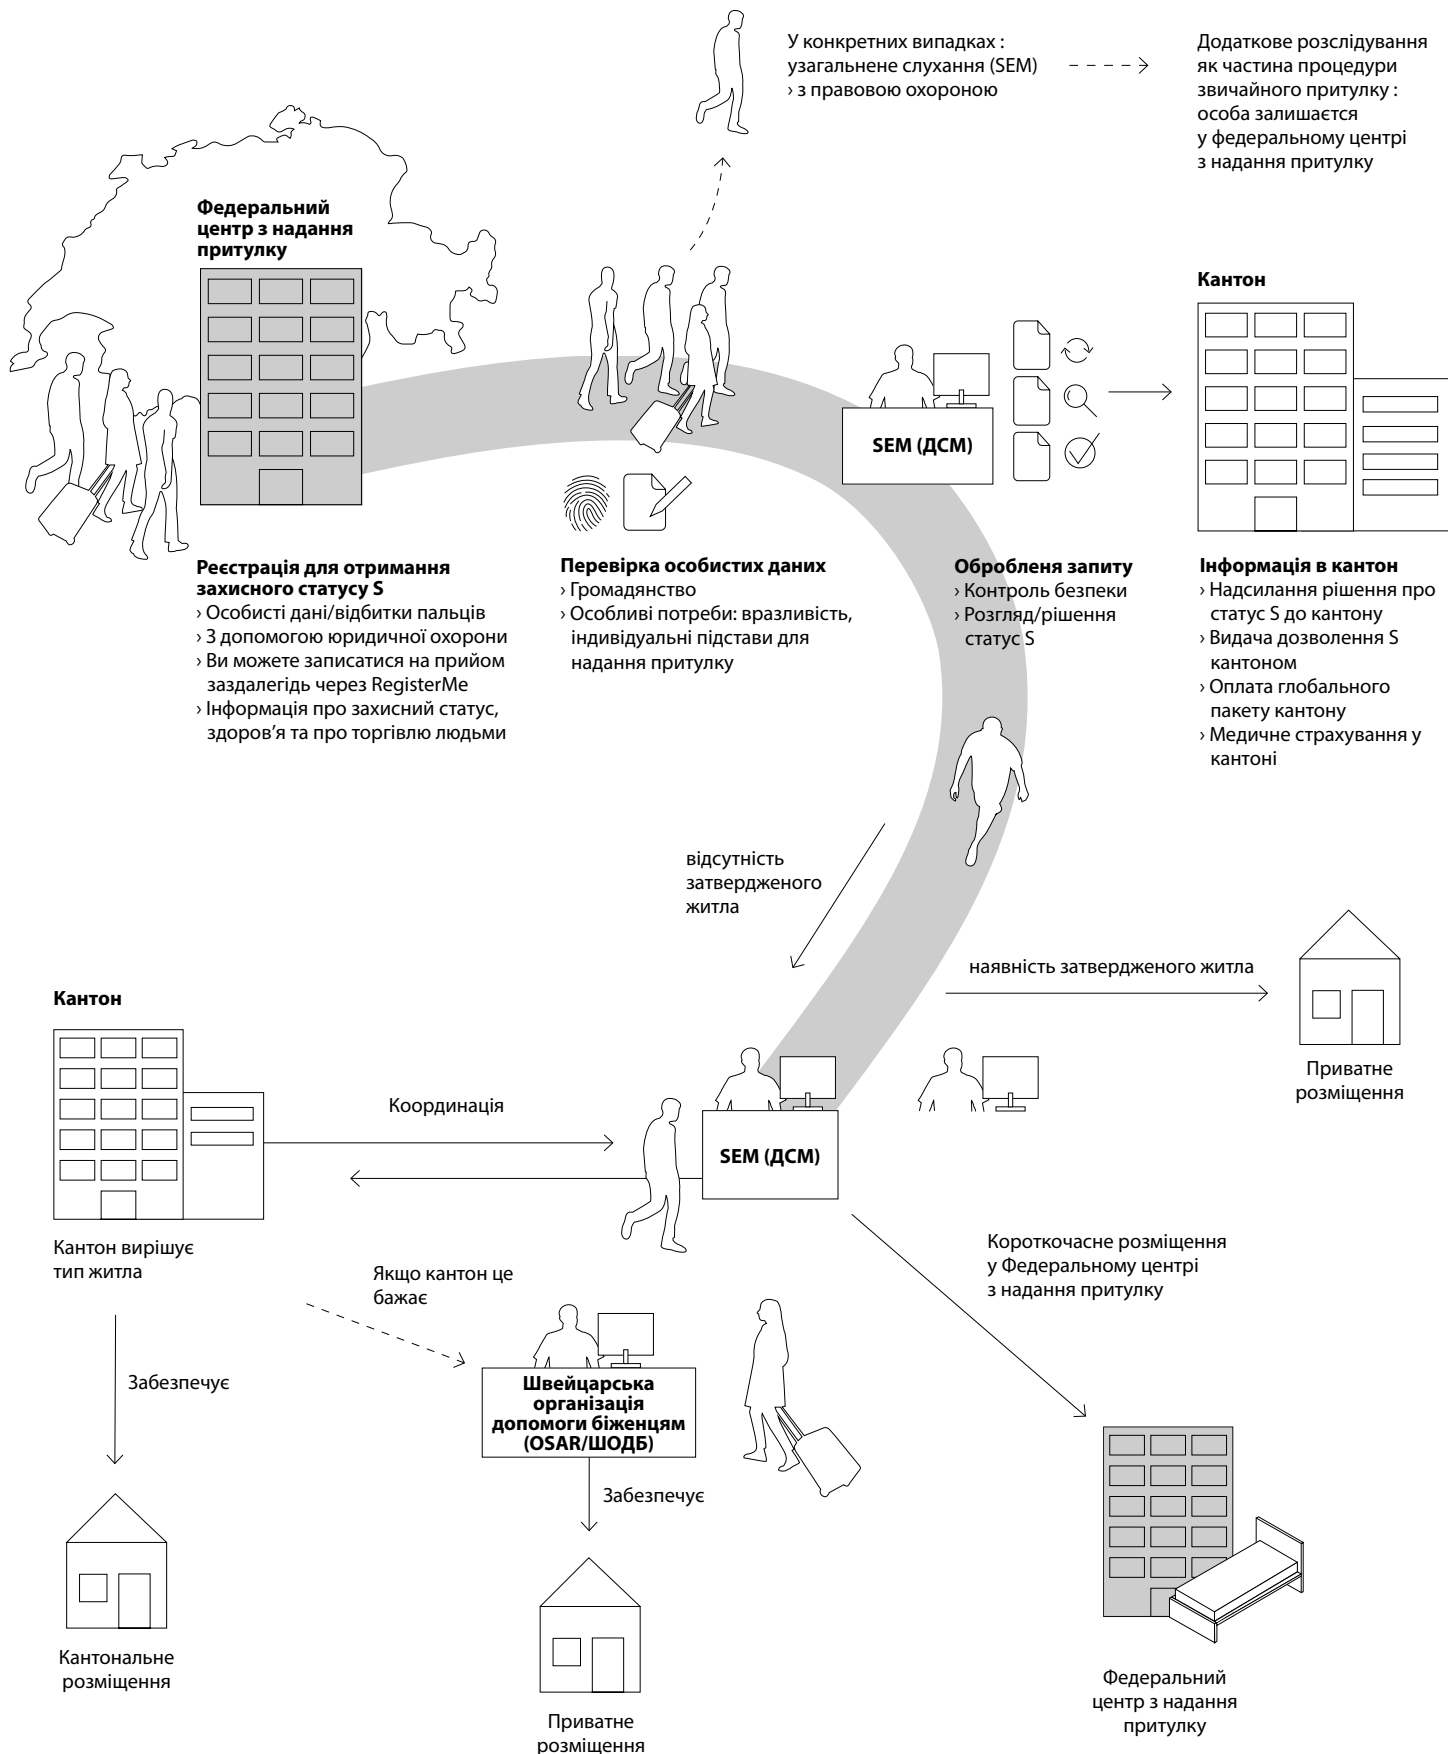 У конкретних випадках :
узагальнене слухання (SEM)
› з правовою охороною
Додаткове розслідування
як частина процедури
звичайного притулку :
особа залишаєтся
у федеральному центрі
з надання притулку
Федеральний
центр з надання
притулку
Кантон
SEM (ДСМ)
Реєстрація для отримання
захисного статусу S
› Особисті дані/відбитки пальців
› З допомогою юридичної охорони
› Ви можете записатися на прийом
заздалегідь через RegisterMe
› Інформація про захисний статус,
здоров'я та про торгівлю людьми
Перевірка особистих даних
› Громадянство
› Особливі потреби: вразливість,
індивідуальні підстави для
надання притулку
Обробленя запиту
› Контроль безпеки
› Розгляд/рішення
статус S
Інформація в кантон
› Надсилання рішення про
статус S до кантону
› Видача дозволення S
кантоном
› Оплата глобального
пакету кантону
› Медичне страхування у
кантоні
відсутність
затвердженого
житла
наявність затвердженого житла
Приватне
розміщення
Кантон
Координація
SEM (ДСМ)
Кантон вирішує
тип житла
Якщо кантон це
бажає
Короткочасне розміщення
у Федеральному центрі
з надання притулку
Забезпечує
Швейцарська
організація
допомоги біженцям
(OSAR/ШОДБ)
Забезпечує
Кантональне
розміщення
Приватне
розміщення
Федеральний
центр з надання
притулку